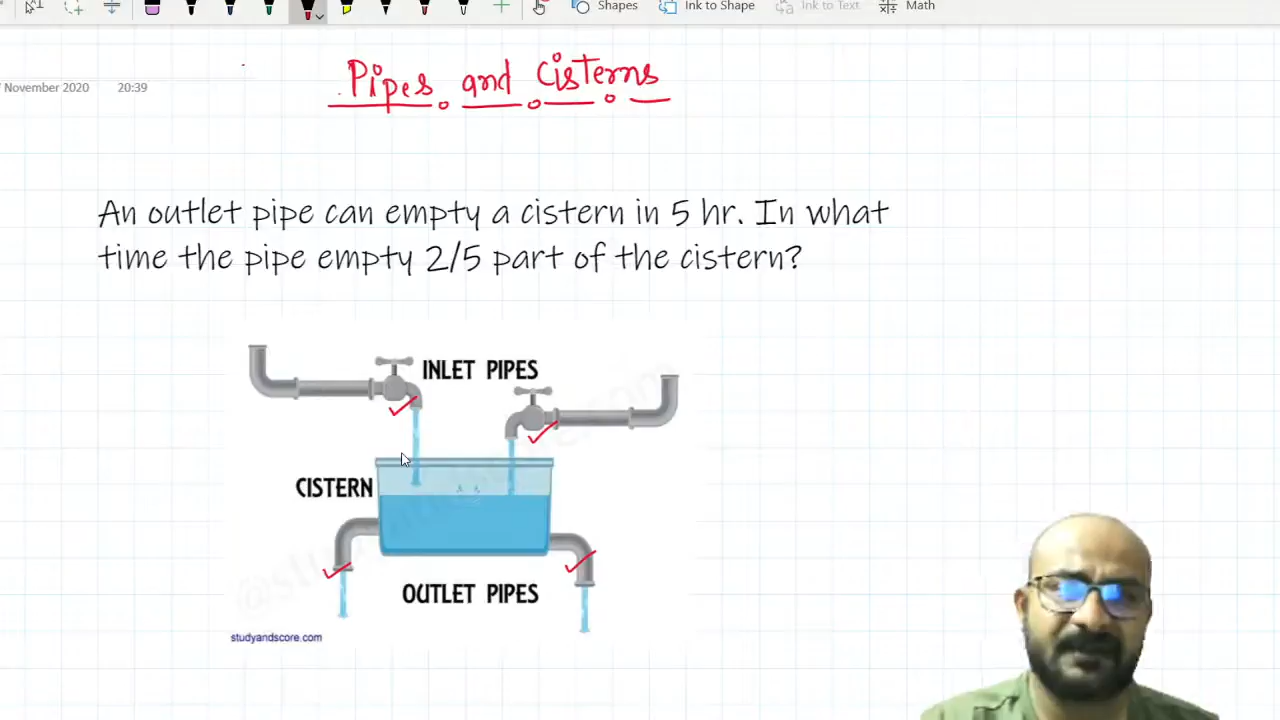 Shapes
Ink to Shape
Ink to Text
Math
November 2020 20:39
Pipes and Cisterns
An outlet pipe can empty a cistern in 5 hr. In what
time the pipe empty 2/5 part of the cistern?
INLET PIPES
CISTERN
OUTLET PIPES
studyandscore.com